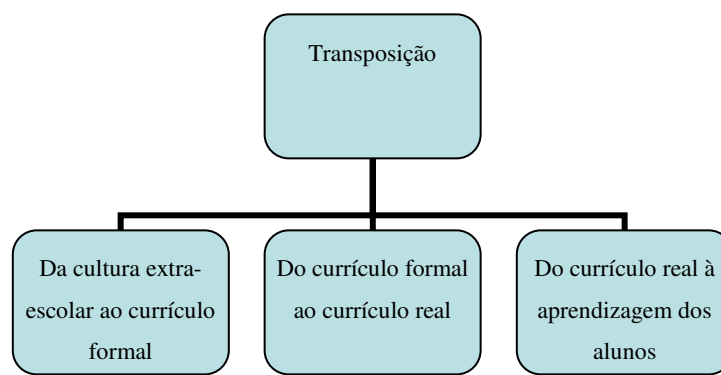 Transposição
Da cultura extra-
escolar ao currículo
formal
Do currículo formal
ao currículo real
Do currículo real à
aprendizagem dos
alunos